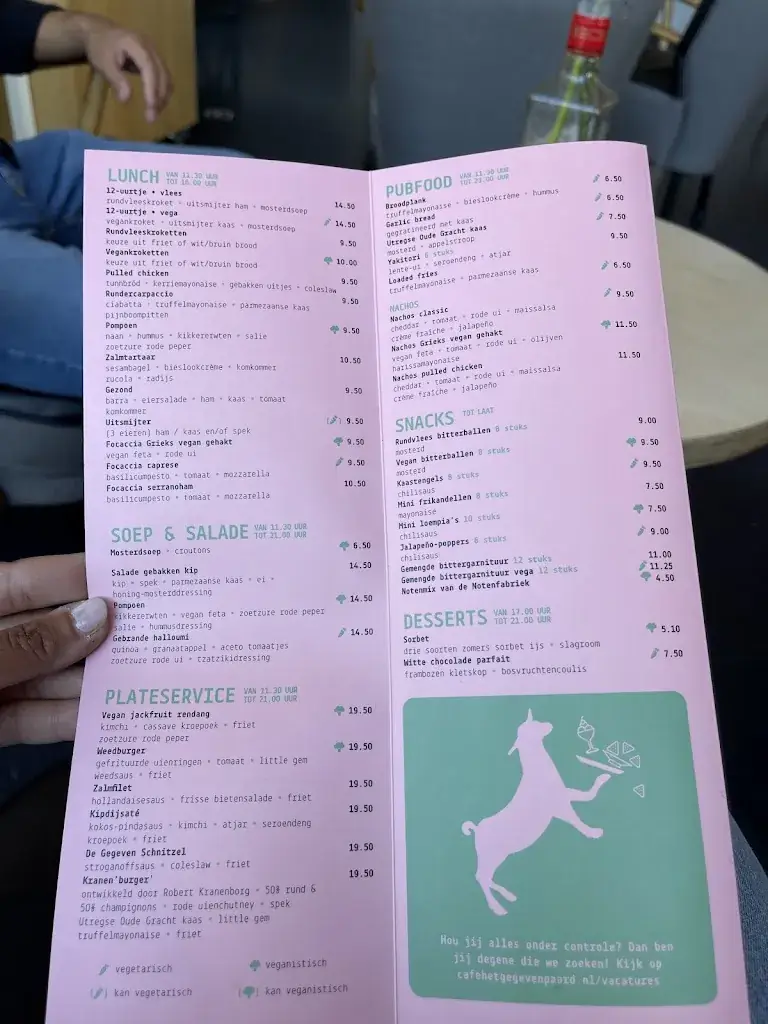 LUNCH VAN 11.30 UUR
TOT 16.00 UUR
12-uurtje • vlees 14.50
rundvleeskroket • uitsmijter ham • mosterdsoep
12-uurtje • vega 14.50
vegankroket • uitsmijter kaas • mosterdsoep
Rundvleeskroketten 9.50
keuze uit friet of wit/bruin brood
Vegankroketten 10.00
keuze uit friet of wit/bruin brood
Pulled chicken
tunnbröd • kerriemayonaise • gebakken uitjes • coleslaw
Rundercarpaccio 9.50
ciabatta • truffelmayonaise • parmezaanse kaas
pijnboompitten
Pompoen 9.50
naan • hummus • kikkererwten • salie
zoetzure rode peper
Zalmtartaar 10.50
sesambagel • bieslookcrème • komkommer
rucola • radijs
Gezond 9.50
barra • eiersalade • ham • kaas • tomaat
komkommer
Uitsmijter ( ) 9.50
(3 eieren) ham / kaas en/of spek
Focaccia Grieks vegan gehakt 9.50
vegan feta • rode ui
Focaccia caprese 9.50
basilicumpesto • tomaat • mozzarella
Focaccia serranoham 10.50
basilicumpesto • tomaat • mozzarella
SOEP & SALADE VAN 11.30 UUR
TOT 21.00 UUR
Mosterdsoep • croutons 6.50
Salade gebakken kip 14.50
kip • spek • parmezaanse kaas • ei •
honing-mosterddressing
Pompoen 14.50
kikkererwten • vegan feta • zoetzure rode peper
salie • hummusdressing
Gebrande halloumi 14.50
quinoa • granaatappel • aceto tomaatjes
zoetzure rode ui • tzatzikidressing
PLATESERVICE VAN 11.30 UUR
TOT 21.00 UUR
Vegan jackfruit rendang 19.50
kimchi • cassave kroepoek • friet
zoetzure rode peper
Weedburger 19.50
gefrituurde uienringen • tomaat • little gem
weedsaus • friet
Zalmfilet 19.50
hollandaisesaus • frisse bietensalade • friet
Kipdijsaté 19.50
kokos-pindasaus • kimchi • atjar • seroendeng
kroepoek • friet
De Gegeven Schnitzel 19.50
stroganoffsaus • coleslaw • friet
Kranen'burger' 19.50
ontwikkeld door Robert Kranenborg • 50% rund &
50% champignons • rode uienchutney • spek
Utregse Oude Gracht kaas • little gem
truffelmayonaise • friet
vegetarisch
veganistisch
( ) kan vegetarisch
( ) kan veganistisch
PUBFOOD VAN 11.30 UUR
TOT 21.00 UUR
Broodplank 6.50
truffelmayonaise • bieslookcrème • hummus
Garlic bread 6.50
gegratineerd met kaas
Utregse Oude Gracht kaas 7.50
mosterd • appelstroop
Yakitori 6 stuks 9.50
lente-ui • seroendeng • atjar
Loaded fries 6.50
truffelmayonaise • parmezaanse kaas
NACHOS
Nachos classic 9.50
cheddar • tomaat • rode ui • maissalsa
crème fraîche • jalapeño
Nachos Grieks vegan gehakt 11.50
vegan feta • tomaat • rode ui • olijven
harissamayonaise
Nachos pulled chicken 11.50
cheddar • tomaat • rode ui • maissalsa
crème fraîche • jalapeño
SNACKS TOT LAAT
Rundvlees bitterballen 8 stuks 9.00
mosterd
Vegan bitterballen 8 stuks 9.50
mosterd
Kaastengels 8 stuks 9.50
chilisaus
Mini frikandellen 8 stuks 7.50
mayonaise
Mini loempia's 10 stuks 7.50
chilisaus
Jalapeño-poppers 6 stuks 9.00
chilisaus
Gemengde bittergarnituur 12 stuks 11.00
Gemengde bittergarnituur vega 12 stuks 11.25
Notenmix van de Notenfabriek 4.50
DESSERTS VAN 17.00 UUR
TOT 21.00 UUR
Sorbet 5.10
drie soorten zomers sorbet ijs • slagroom
Witte chocolade parfait 7.50
frambozen kletskop • bosvruchtencoulis
Hou jij alles onder controle? Dan ben
jij degene die we zoeken! Kijk op
cafehetgegevenpaard.nl/vacatures